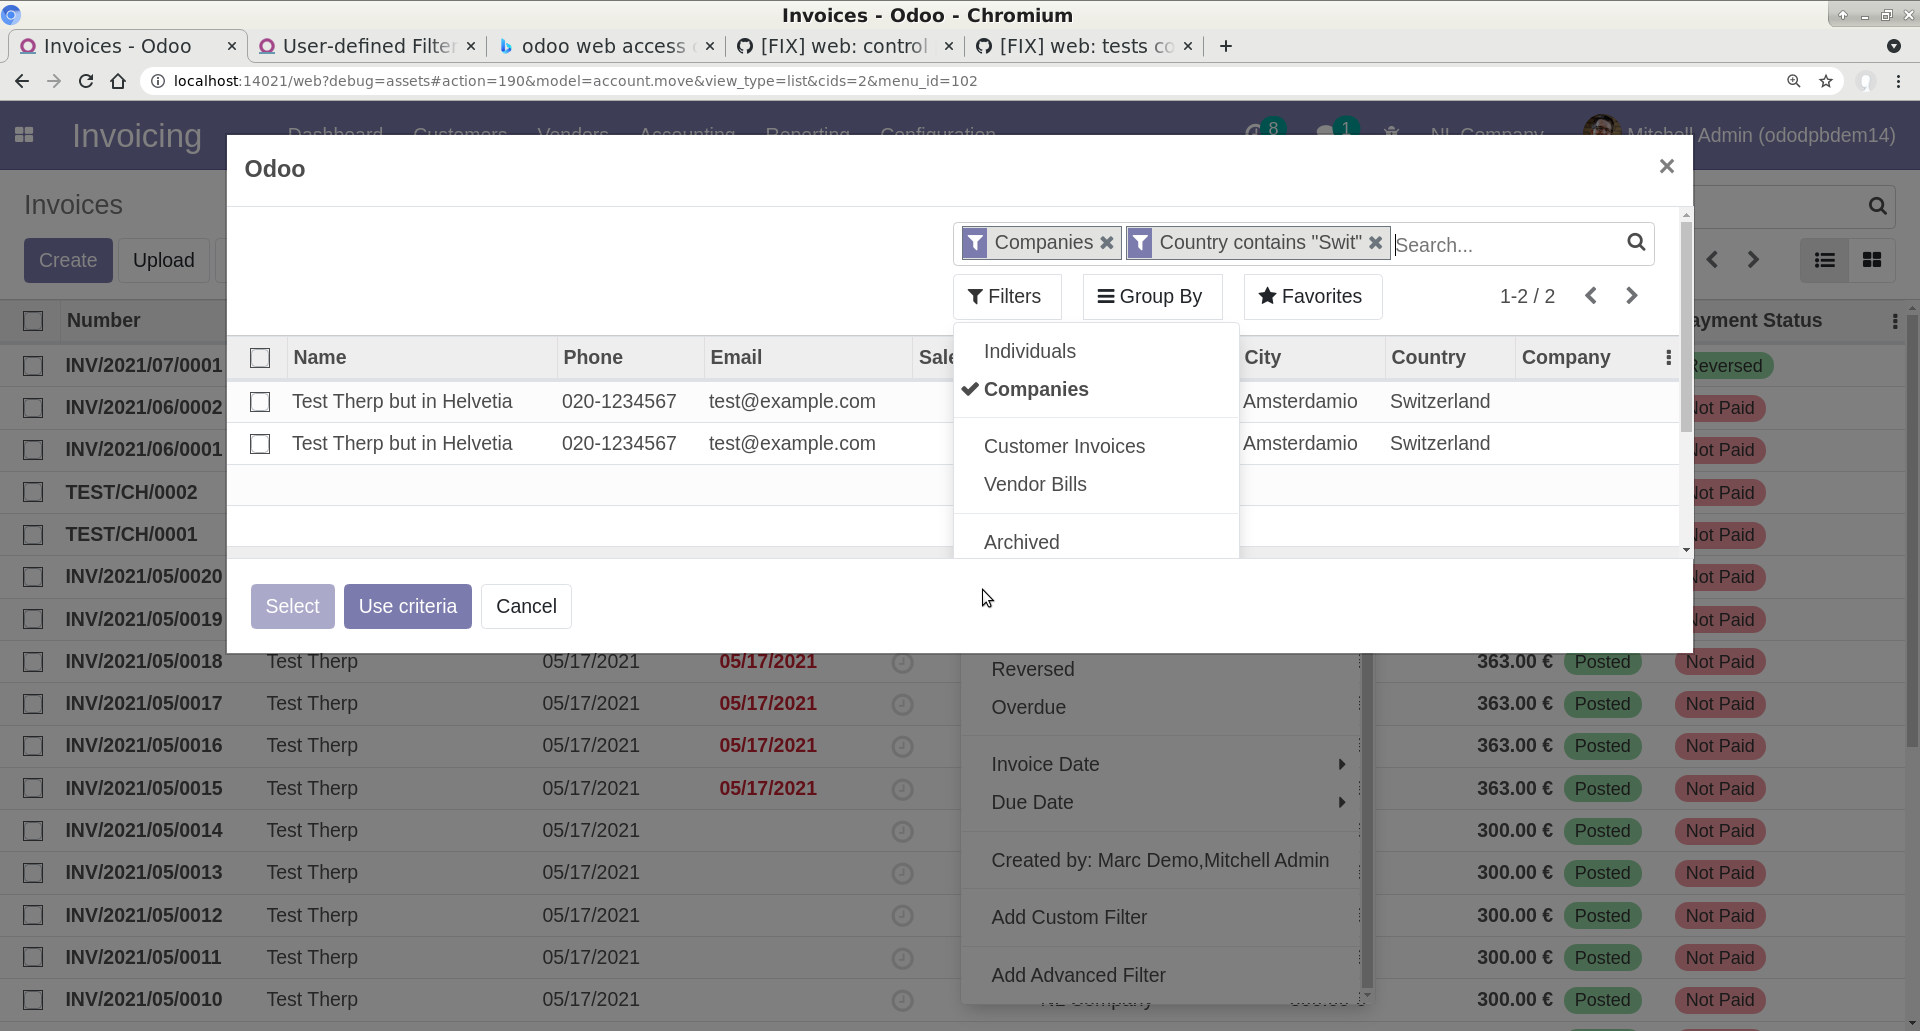 Invoices - Odoo - Chromium
Invoices - Odoo
User-defined Filter
odoo web access
[FIX] web: control
[FIX] web: tests co
localhost:14021/web?debug=assets#action=190&model=account.move&view_type=list&cids=2&menu_id=102
Invoicing
Dashboard Customers Vendors Accounting Reporting Configuration
8 1 NL Company Mitchell Admin (ododpbdem14)
Odoo
Invoices
Companies Country contains "Swit" Search...
Create Upload
Filters Group By Favorites 1-2 / 2
Number ayment Status
Name Phone Email Sale City Country Company
Individuals
INV/2021/07/0001 Reversed
Companies
Test Therp but in Helvetia 020-1234567 test@example.com Amsterdamio Switzerland
INV/2021/06/0002 Not Paid
Test Therp but in Helvetia 020-1234567 test@example.com Amsterdamio Switzerland
Customer Invoices
INV/2021/06/0001 Not Paid
Vendor Bills
TEST/CH/0002 Not Paid
TEST/CH/0001 Not Paid
Archived
INV/2021/05/0020 Not Paid
Select Use criteria Cancel
INV/2021/05/0019 Not Paid
INV/2021/05/0018 Test Therp 05/17/2021 05/17/2021 363.00 € Posted Not Paid
Reversed
INV/2021/05/0017 Test Therp 05/17/2021 05/17/2021 363.00 € Posted Not Paid
Overdue
INV/2021/05/0016 Test Therp 05/17/2021 05/17/2021 363.00 € Posted Not Paid
Invoice Date
INV/2021/05/0015 Test Therp 05/17/2021 05/17/2021 363.00 € Posted Not Paid
Due Date
INV/2021/05/0014 Test Therp 05/17/2021 300.00 € Posted Not Paid
Created by: Marc Demo,Mitchell Admin
INV/2021/05/0013 Test Therp 05/17/2021 300.00 € Posted Not Paid
INV/2021/05/0012 Test Therp 05/17/2021 300.00 € Posted Not Paid
Add Custom Filter
INV/2021/05/0011 Test Therp 05/17/2021 300.00 € Posted Not Paid
Add Advanced Filter
INV/2021/05/0010 Test Therp 05/17/2021 NL Company 300.00 € 300.00 € Posted Not Paid